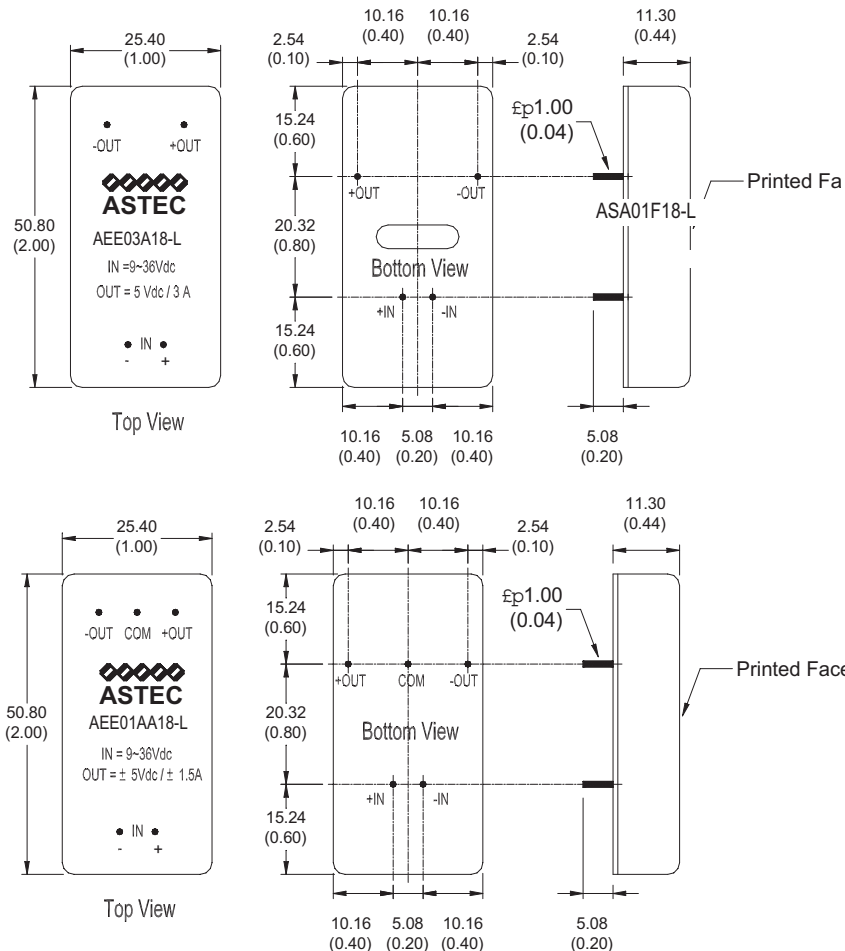 10.16 10.16
(0.40) (0.40)
25.40
(1.00)
2.54
(0.10)
2.54
(0.10)
11.30
(0.44)
-OUT +OUT
ASTEC
AEE03A18-L
IN =9~36Vdc
OUT = 5 Vdc / 3 A
IN
- +
50.80
(2.00)
Top View
15.24
(0.60)
20.32
(0.80)
15.24
(0.60)
+OUT -OUT
Bottom View
+IN -IN
10.16 5.08 10.16
(0.40) (0.20) (0.40)
£p1.00
(0.04)
ASA01F18-L
Printed Fa
5.08
(0.20)
10.16 10.16
(0.40) (0.40)
25.40
(1.00)
2.54
(0.10)
2.54
(0.10)
11.30
(0.44)
-OUT COM +OUT
ASTEC
AEE01AA18-L
IN = 9~36Vdc
OUT = ± 5Vdc / ± 1.5A
IN
- +
50.80
(2.00)
Top View
15.24
(0.60)
20.32
(0.80)
15.24
(0.60)
+OUT COM -OUT
Bottom View
+IN -IN
10.16 5.08 10.16
(0.40) (0.20) (0.40)
£p1.00
(0.04)
Printed Face
5.08
(0.20)